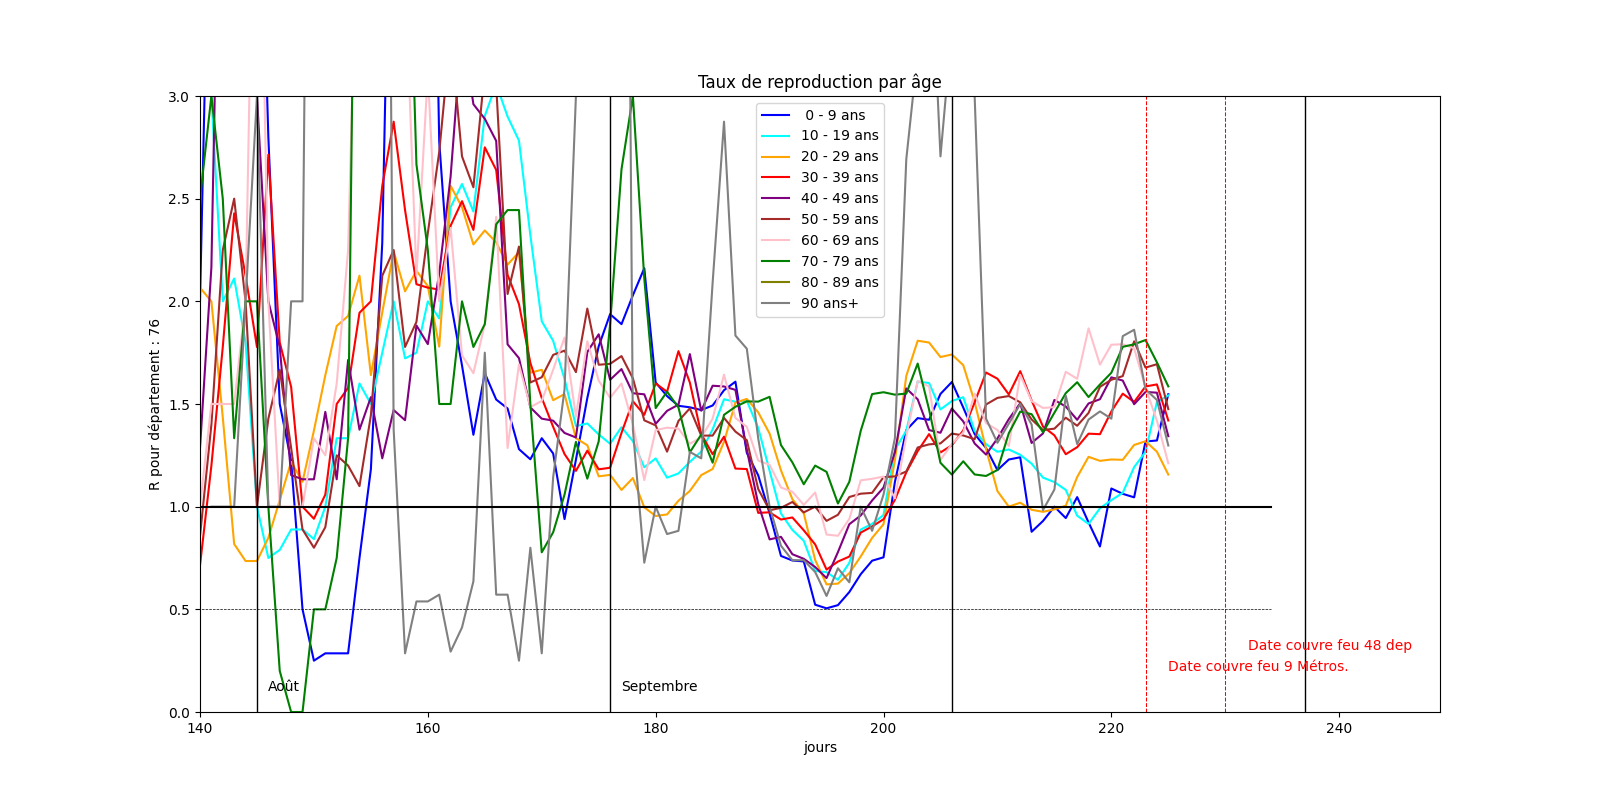 Taux de reproduction par âge
R pour département : 76
3.0
2.5
2.0
1.5
1.0
0.5
0.0
0 - 9 ans
10 - 19 ans
20 - 29 ans
30 - 39 ans
40 - 49 ans
50 - 59 ans
60 - 69 ans
70 - 79 ans
80 - 89 ans
90 ans+
Date couvre feu 48 dep
Date couvre feu 9 Métros.
Août
Septembre
140
160
180
200
220
240
jours